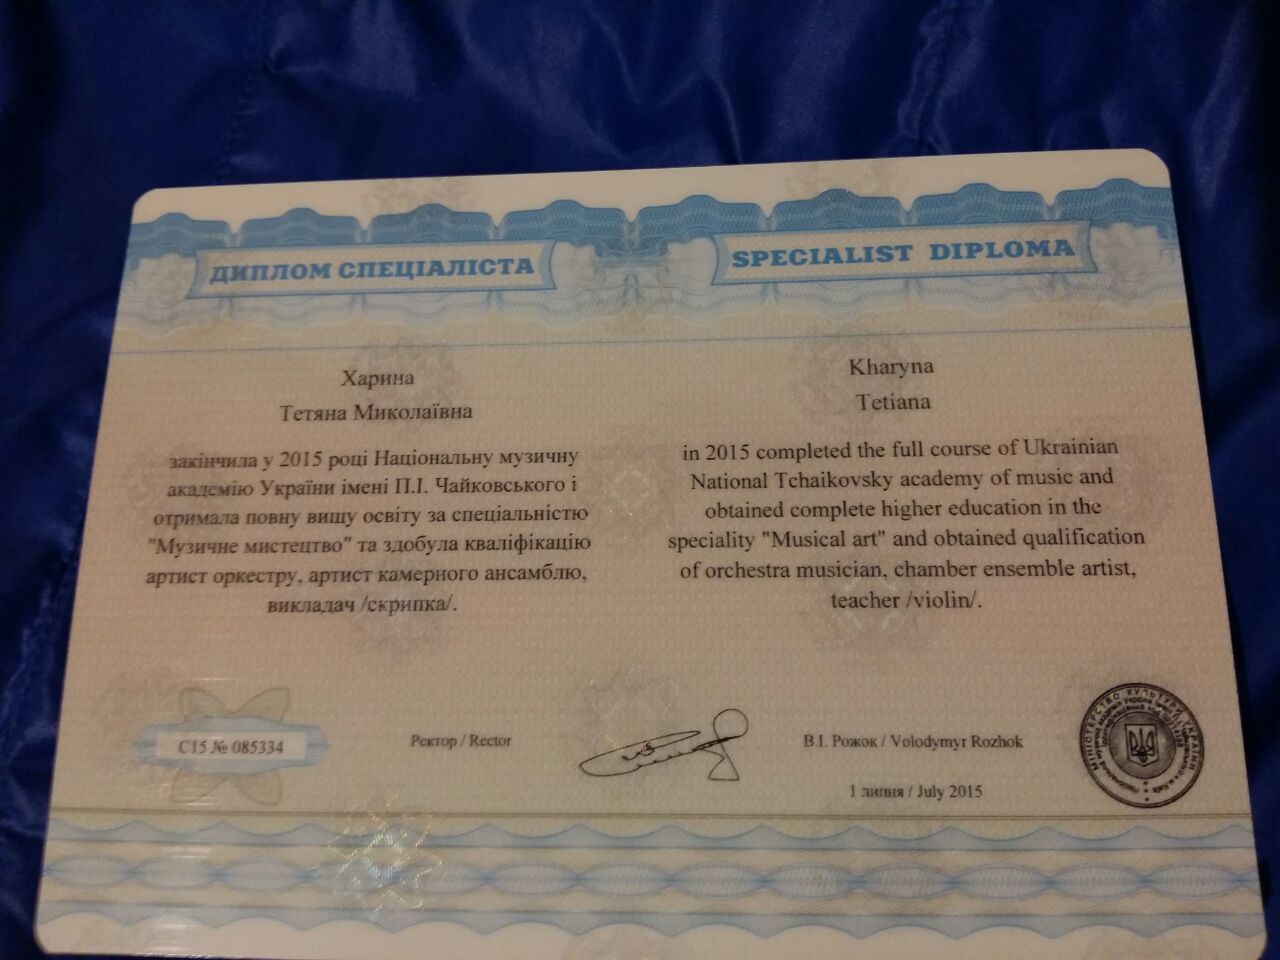 ДИПЛОМ СПЕЦІАЛІСТА
Харина
Тетяна Миколаївна
закінчила у 2015 році Національну музичну
академію України імені П.І. Чайковського і
отримала повну вищу освіту за спеціальністю
"Музичне мистецтво" та здобула кваліфікацію
артист оркестру, артист камерного ансамблю,
викладач /скрипка/.
SPECIALIST DIPLOMA
Kharyna
Tetiana
in 2015 completed the full course of Ukrainian
National Tchaikovsky academy of music and
obtained complete higher education in the
speciality "Musical art" and obtained qualification
of orchestra musician, chamber ensemble artist,
teacher /violin/.
С15 № 085334
Ректор / Rector
В.І. Рожок / Volodymyr Rozhok
1 липня / July 2015
МІНІСТЕРСТВО КУЛЬТУРИ УКРАЇНИ